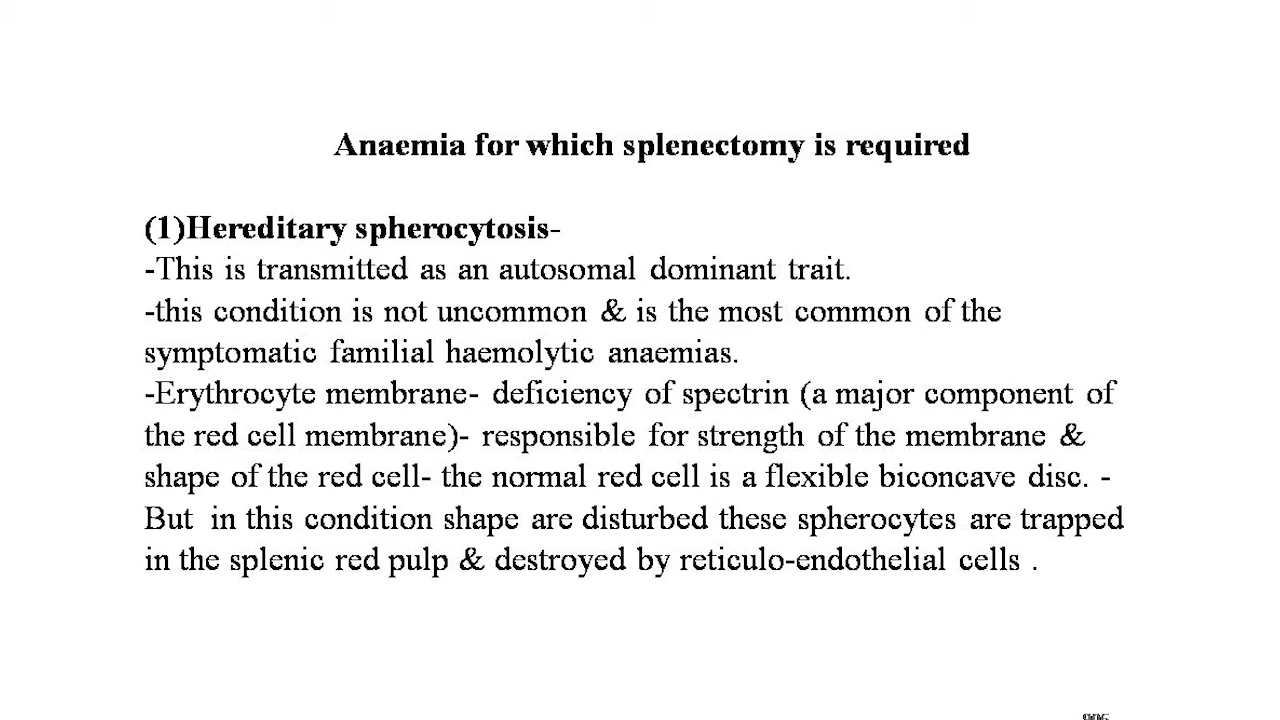 Anaemia for which splenectomy is required
(1)Hereditary spherocytosis-
-This is transmitted as an autosomal dominant trait.
-this condition is not uncommon & is the most common of the
symptomatic familial haemolytic anaemias.
-Erythrocyte membrane- deficiency of spectrin (a major component of
the red cell membrane)- responsible for strength of the membrane &
shape of the red cell- the normal red cell is a flexible biconcave disc. -
But in this condition shape are disturbed these spherocytes are trapped
in the splenic red pulp & destroyed by reticulo-endothelial cells .